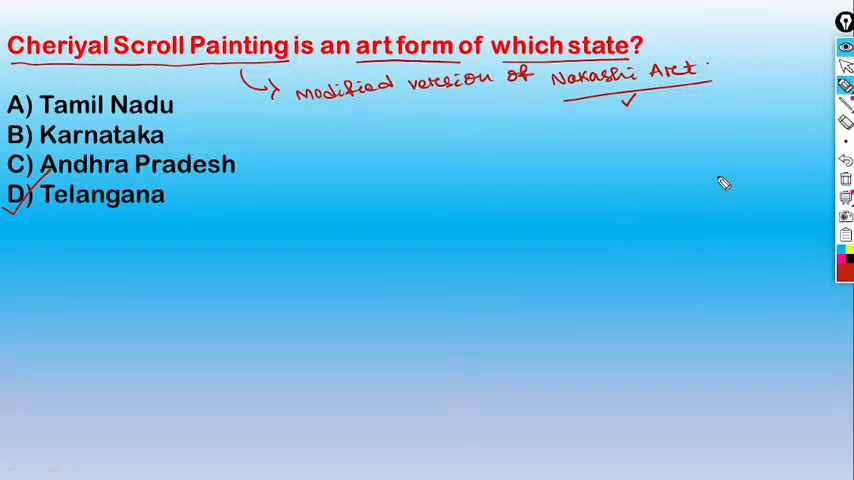 Cheriyal Scroll Painting is an art form of which state?
Modified version of Nakashi Art.
A) Tamil Nadu
B) Karnataka
C) Andhra Pradesh
D) Telangana